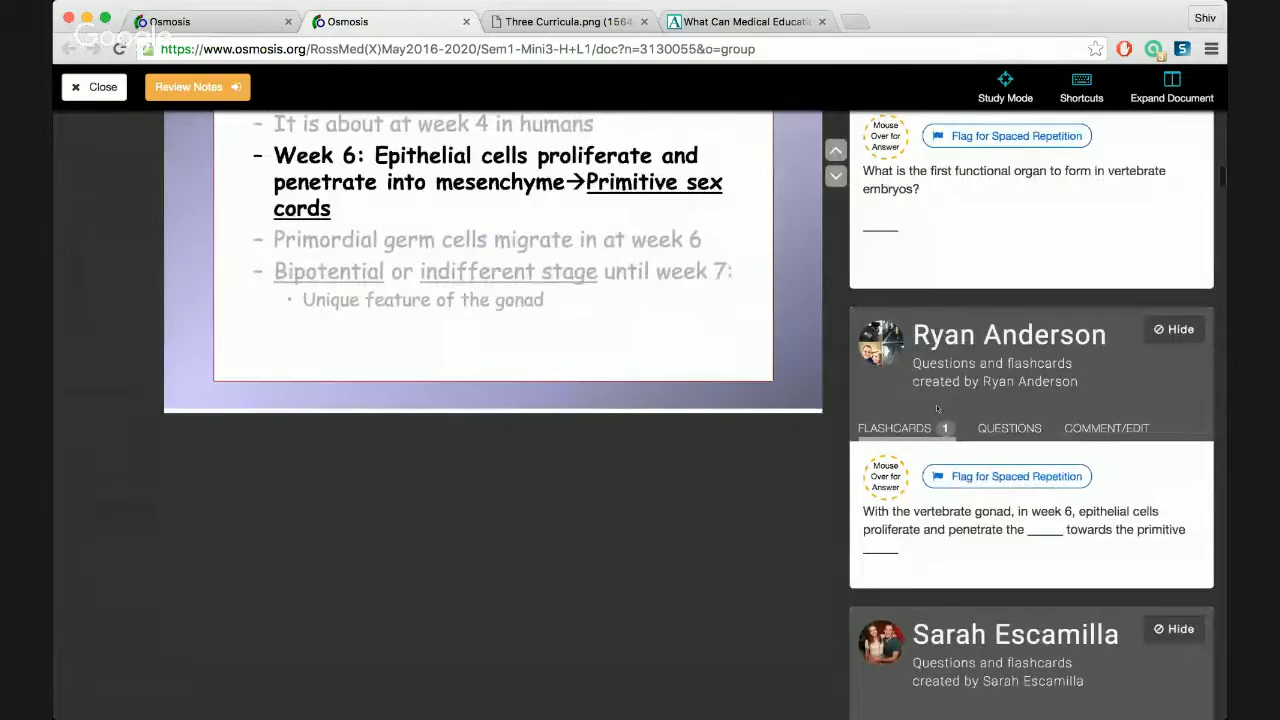 Osmosis
Osmosis
Three Curricula.png (1564
What Can Medical Educati
Shiv
Google
https://www.osmosis.org/RossMed(X)May2016-2020/Sem1-Mini3-H+L1/doc?n=3130055&o=group
Close
Review Notes
Study Mode
Shortcuts
Expand Document
– It is about at week 4 in humans
– Week 6: Epithelial cells proliferate and
penetrate into mesenchyme→Primitive sex
cords
– Primordial germ cells migrate in at week 6
– Bipotential or indifferent stage until week 7:
• Unique feature of the gonad
Mouse
Over for
Answer
Flag for Spaced Repetition
What is the first functional organ to form in vertebrate
embryos?
_____
Ryan Anderson
Hide
Questions and flashcards
created by Ryan Anderson
FLASHCARDS 1 QUESTIONS COMMENT/EDIT
Mouse
Over for
Answer
Flag for Spaced Repetition
With the vertebrate gonad, in week 6, epithelial cells
proliferate and penetrate the _____ towards the primitive
_____
Sarah Escamilla
Hide
Questions and flashcards
created by Sarah Escamilla